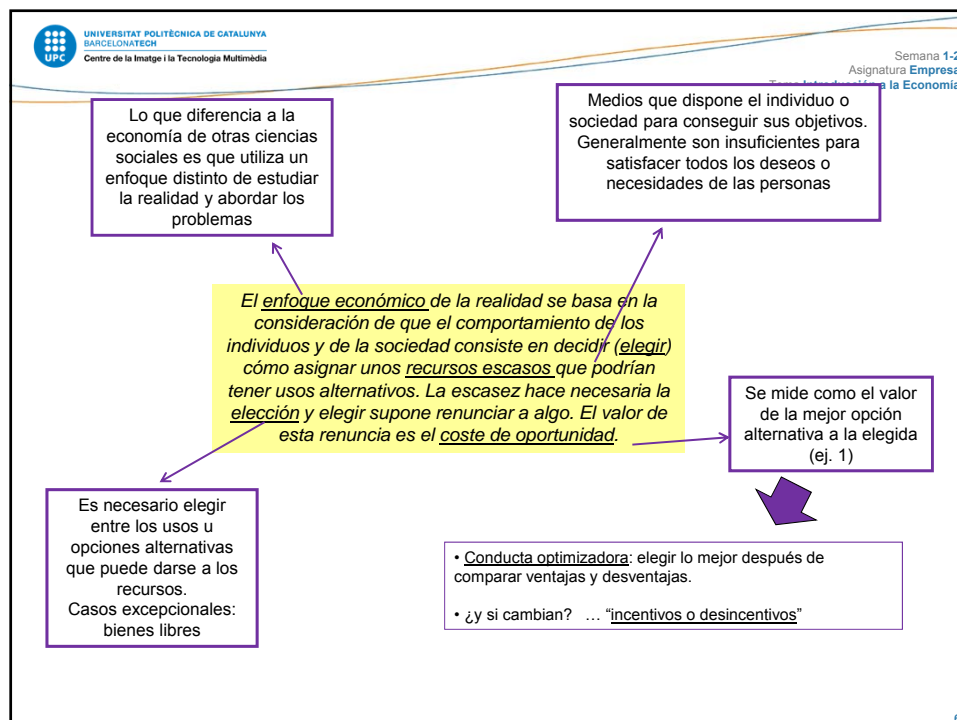 UNIVERSITAT POLITÈCNICA DE CATALUNYA
BARCELONATECH
UPC
Centre de la Imatge i la Tecnologia Multimèdia
Semana 1-2
Asignatura Empresa
Introducción a la Economía
Lo que diferencia a la
economía de otras ciencias
sociales es que utiliza un
enfoque distinto de estudiar
la realidad y abordar los
problemas
Medios que dispone el individuo o
sociedad para conseguir sus objetivos.
Generalmente son insuficientes para
satisfacer todos los deseos o
necesidades de las personas
El enfoque económico de la realidad se basa en la
consideración de que el comportamiento de los
individuos y de la sociedad consiste en decidir (elegir)
cómo asignar unos recursos escasos que podrían
tener usos alternativos. La escasez hace necesaria la
elección y elegir supone renunciar a algo. El valor de
esta renuncia es el coste de oportunidad.
Se mide como el valor
de la mejor opción
alternativa a la elegida
(ej. 1)
Es necesario elegir
entre los usos u
opciones alternativas
que puede darse a los
recursos.
Casos excepcionales:
bienes libres
• Conducta optimizadora: elegir lo mejor después de
comparar ventajas y desventajas.
• ¿y si cambian? … “incentivos o desincentivos”